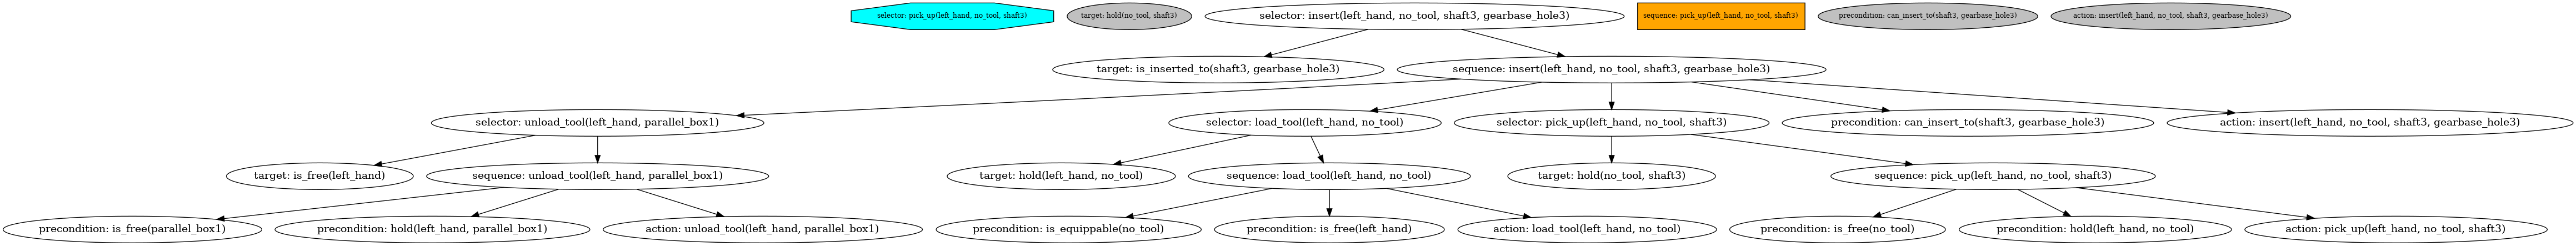 selector: pick_up(left_hand, no_tool, shaft3)
target: hold(no_tool, shaft3)
selector: insert(left_hand, no_tool, shaft3, gearbase_hole3)
sequence: pick_up(left_hand, no_tool, shaft3)
precondition: can_insert_to(shaft3, gearbase_hole3)
action: insert(left_hand, no_tool, shaft3, gearbase_hole3)
target: is_inserted_to(shaft3, gearbase_hole3)
sequence: insert(left_hand, no_tool, shaft3, gearbase_hole3)
selector: unload_tool(left_hand, parallel_box1)
selector: load_tool(left_hand, no_tool)
selector: pick_up(left_hand, no_tool, shaft3)
precondition: can_insert_to(shaft3, gearbase_hole3)
action: insert(left_hand, no_tool, shaft3, gearbase_hole3)
target: is_free(left_hand)
sequence: unload_tool(left_hand, parallel_box1)
target: hold(left_hand, no_tool)
sequence: load_tool(left_hand, no_tool)
target: hold(no_tool, shaft3)
sequence: pick_up(left_hand, no_tool, shaft3)
precondition: is_free(parallel_box1)
precondition: hold(left_hand, parallel_box1)
action: unload_tool(left_hand, parallel_box1)
precondition: is_equippable(no_tool)
precondition: is_free(left_hand)
action: load_tool(left_hand, no_tool)
precondition: is_free(no_tool)
precondition: hold(left_hand, no_tool)
action: pick_up(left_hand, no_tool, shaft3)